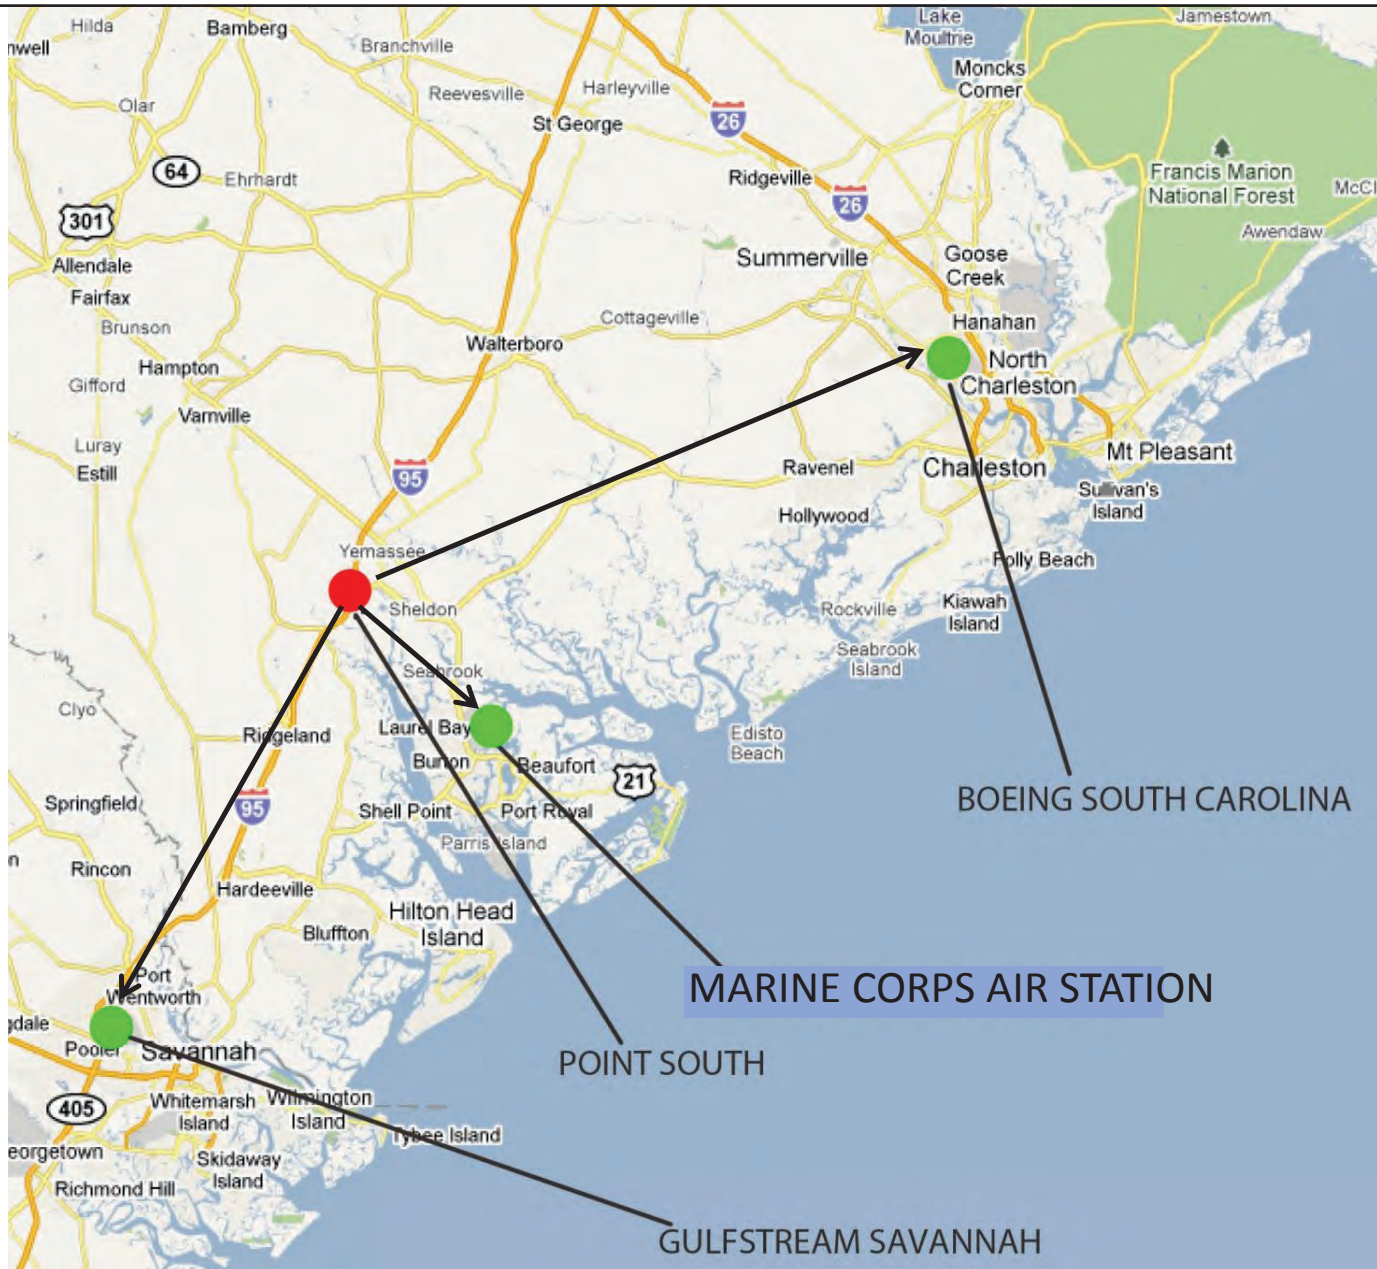 Hilda
Bamberg
Lake
Moultrie
Jamestown
nwell
Branchville
Moncks
Corner
Reevesville
Harleyville
Olar
St George
26
Francis Marion
National Forest
64
Ehrhardt
Ridgeville
McCl
26
301
Awendaw
Allendale
Summerville
Goose
Creek
Fairfax
Brunson
Cottageville
Hanahan
Walterboro
North
Charleston
Hampton
Gifford
Varnville
Luray
Estill
95
Ravenel
Charleston
Mt Pleasant
Sullivan's
Island
Hollywood
Yemassee
Folly Beach
Sheldon
Rockville
Kiawah
Island
Seabrook
Seabrook
Island
Clyo
Ridgeland
Laurel Bay
Edisto
Beach
Burton
Beaufort
21
Springfield
95
Shell Point
Port Royal
BOEING SOUTH CAROLINA
Parris Island
n
Rincon
Hardeeville
Hilton Head
Island
Bluffton
Port
Wentworth
MARINE CORPS AIR STATION
gdale
Pooler
Savannah
POINT SOUTH
405
Whitemarsh
Island
Wilmington
Island
Tybee Island
eorgetown
Skidaway
Island
Richmond Hill
GULFSTREAM SAVANNAH